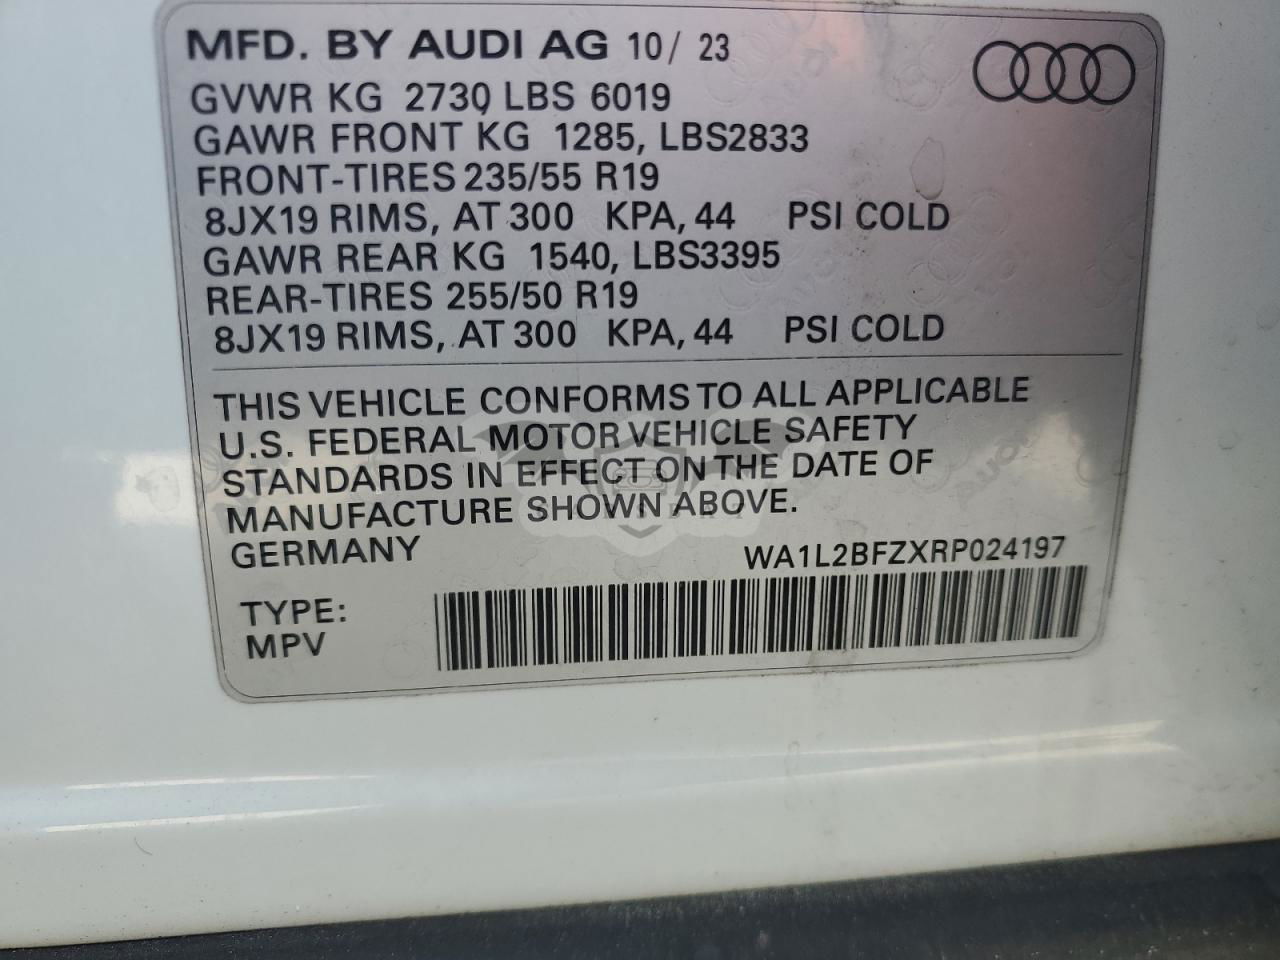 MFD. BY AUDI AG 10/ 23
GVWR KG 2730 LBS 6019
GAWR FRONT KG 1285, LBS2833
FRONT-TIRES 235/55 R19
8JX19 RIMS, AT 300 KPA, 44 PSI COLD
GAWR REAR KG 1540, LBS3395
REAR-TIRES 255/50 R19
8JX19 RIMS, AT 300 KPA, 44 PSI COLD
THIS VEHICLE CONFORMS TO ALL APPLICABLE
U.S. FEDERAL MOTOR VEHICLE SAFETY
STANDARDS IN EFFECT ON THE DATE OF
MANUFACTURE SHOWN ABOVE.
GERMANY
WA1L2BFZXRP024197
TYPE:
MPV